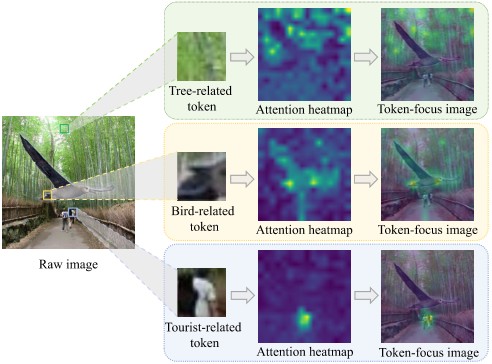 Tree-related
token
Attention heatmap
Token-focus image
Bird-related
token
Attention heatmap
Token-focus image
Raw image
Tourist-related
token
Attention heatmap
Token-focus image